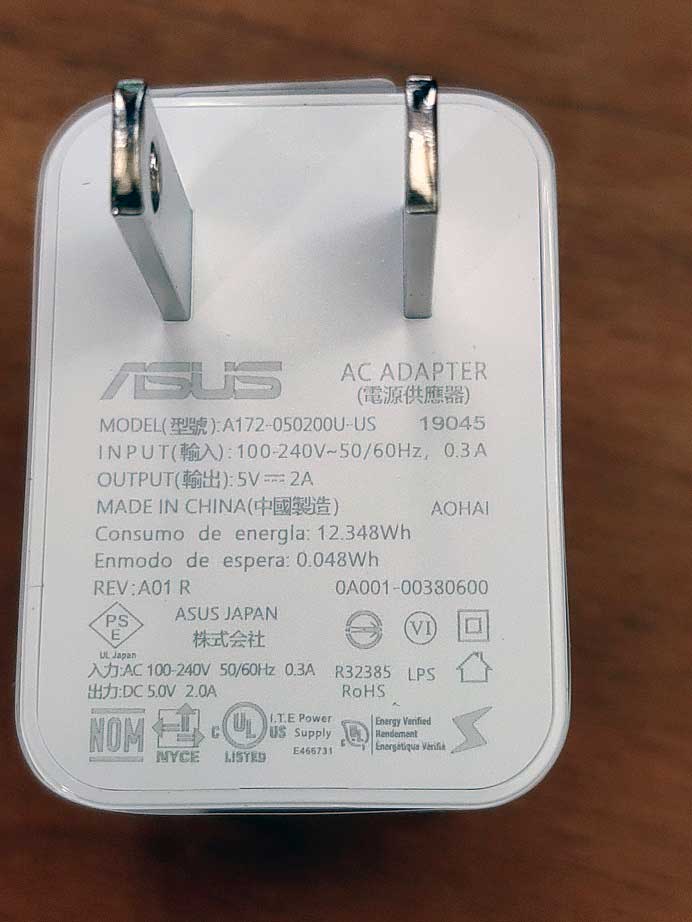 ASUS
AC ADAPTER
(電源供應器)
MODEL(型號):A172-050200U-US 19045
INPUT(輸入):100-240V~50/60Hz, 0.3A
OUTPUT(輸出):5V⎓2A
MADE IN CHINA(中國製造) AOHAI
Consumo de energla: 12.348Wh
Enmodo de espera: 0.048Wh
REV:A01 R 0A001-00380600
PS
E
UL Japan
ASUS JAPAN
株式会社
VI
入力:AC 100-240V 50/60Hz 0.3A
出力:DC 5.0V 2.0A
R32385 LPS
RoHS
NOM
NYCE
C UL US
LISTED
I.T.E Power
Supply
E466731
C UL
Energy Verified
Rendement
Énergétique Vérifié